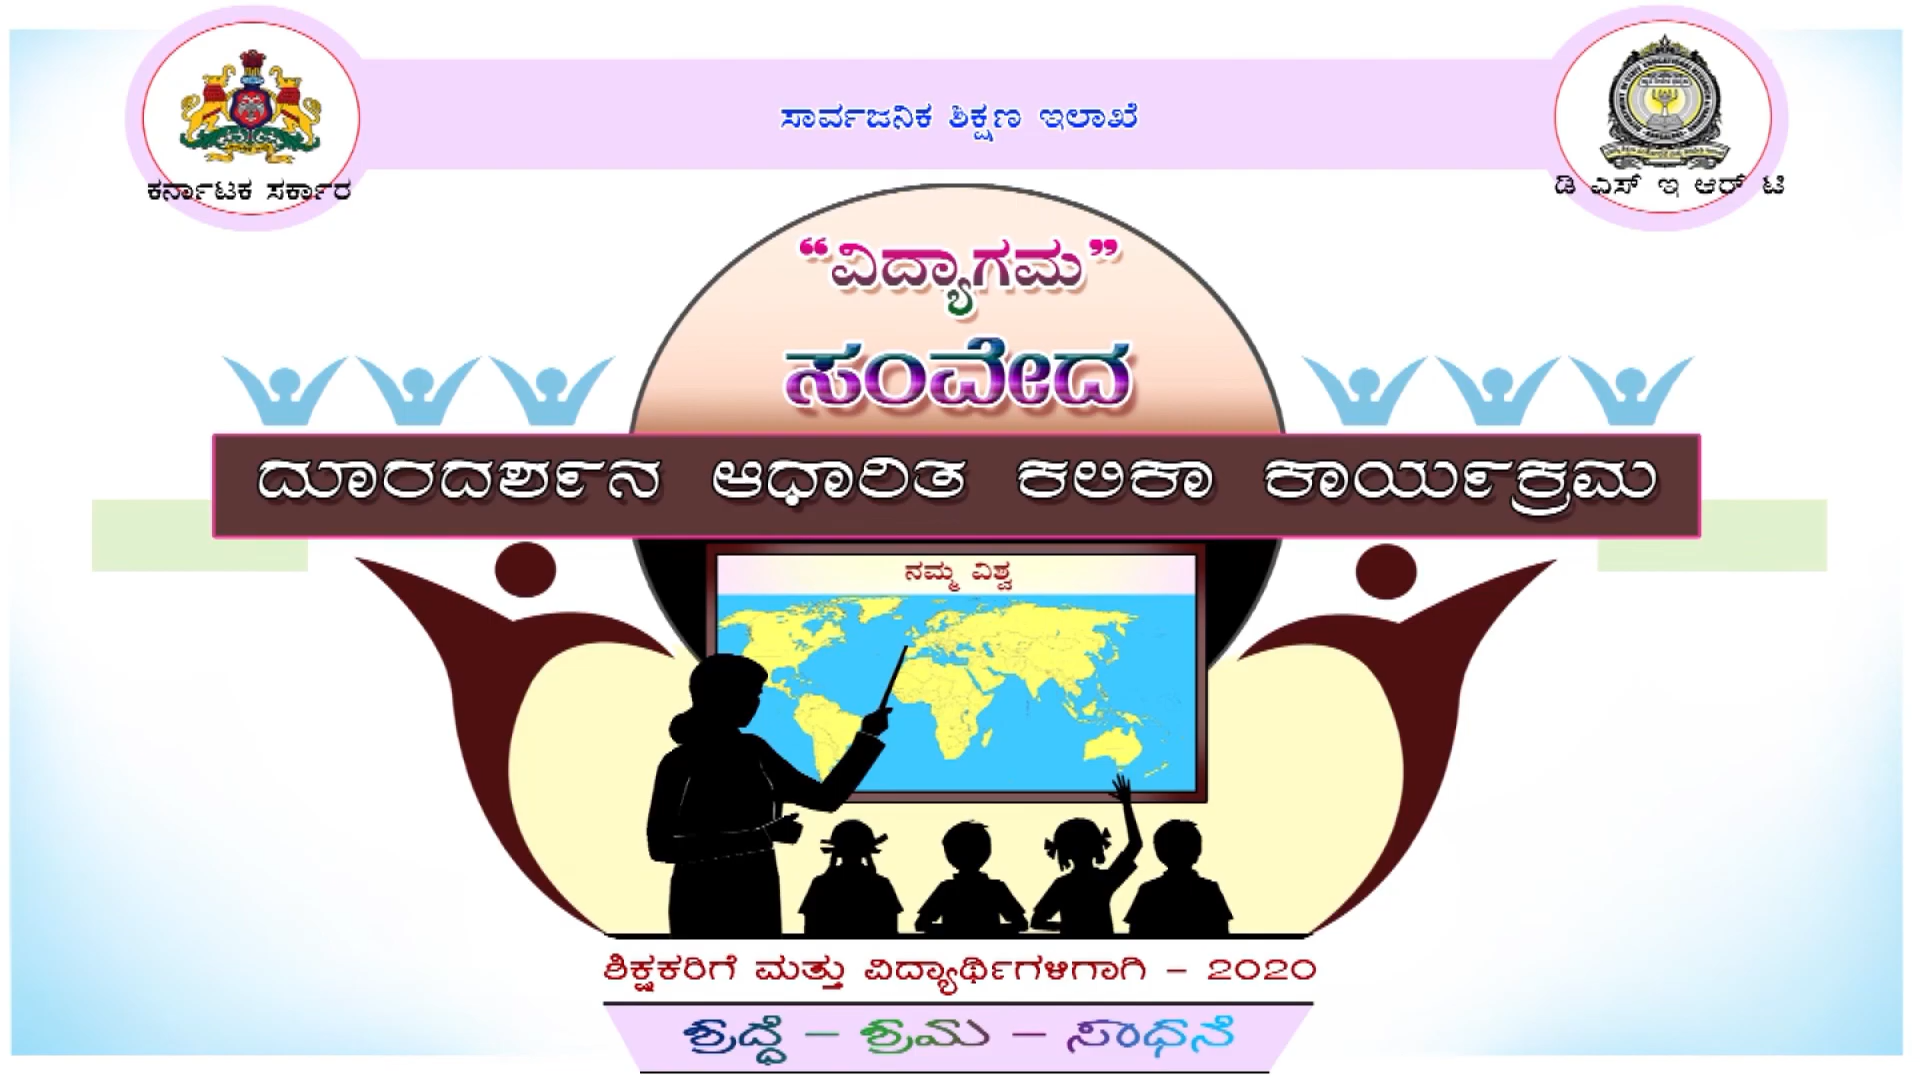 ಸಾರ್ವಜನಿಕ ಶಿಕ್ಷಣ ಇಲಾಖೆ
ಕರ್ನಾಟಕ ಸರ್ಕಾರ
ಡಿ ಎಸ್ ಇ ಆರ್ ಟಿ
“ವಿದ್ಯಾಗಮ”
ಸಂವೇದ
ದೂರದರ್ಶನ ಆಧಾರಿತ ಕಲಿಕಾ ಕಾರ್ಯಕ್ರಮ
ನಮ್ಮ ವಿಶ್ವ
ಶಿಕ್ಷಕರಿಗೆ ಮತ್ತು ವಿದ್ಯಾರ್ಥಿಗಳಿಗಾಗಿ - 2020
ಶ್ರದ್ಧೆ - ಶ್ರಮ - ಸಾಧನೆ